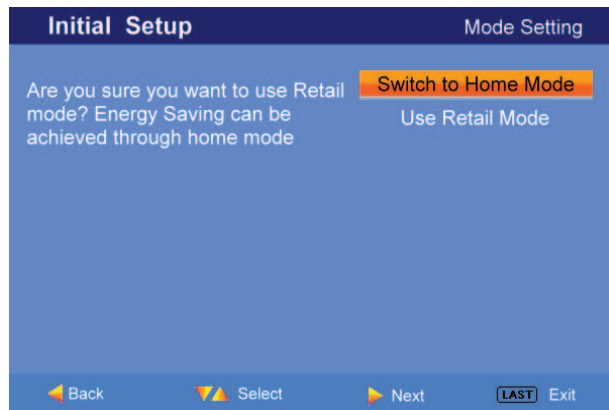 Initial Setup
Mode Setting
Are you sure you want to use Retail
mode? Energy Saving can be
achieved through home mode
Switch to Home Mode
Use Retail Mode
Back
Select
Next
LAST Exit